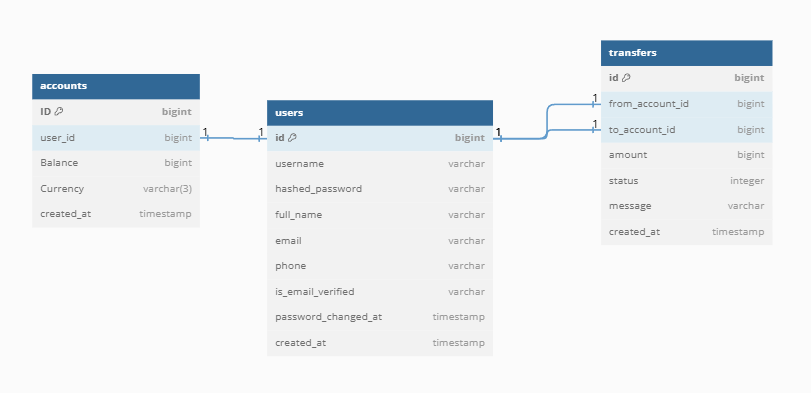 accounts
ID bigint
user_id bigint
Balance bigint
Currency varchar(3)
created_at timestamp
1 1
users
id bigint
username varchar
hashed_password varchar
full_name varchar
email varchar
phone varchar
is_email_verified varchar
password_changed_at timestamp
created_at timestamp
1 1
1
transfers
id bigint
from_account_id bigint
to_account_id bigint
amount bigint
status integer
message varchar
created_at timestamp